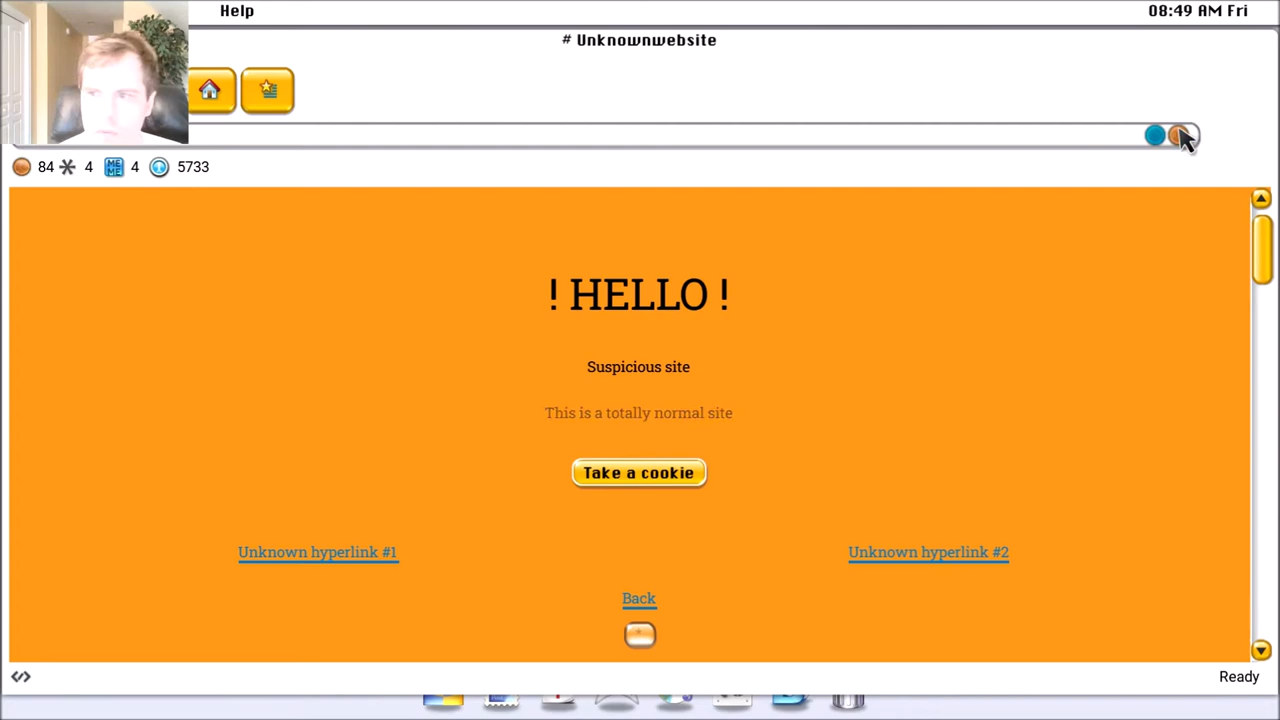 Help
08:49 AM Fri
# Unknownwebsite
84
4
MEME
4
5733
! HELLO !
Suspicious site
This is a totally normal site
Take a cookie
Unknown hyperlink #1
Unknown hyperlink #2
Back
*
</>
Ready